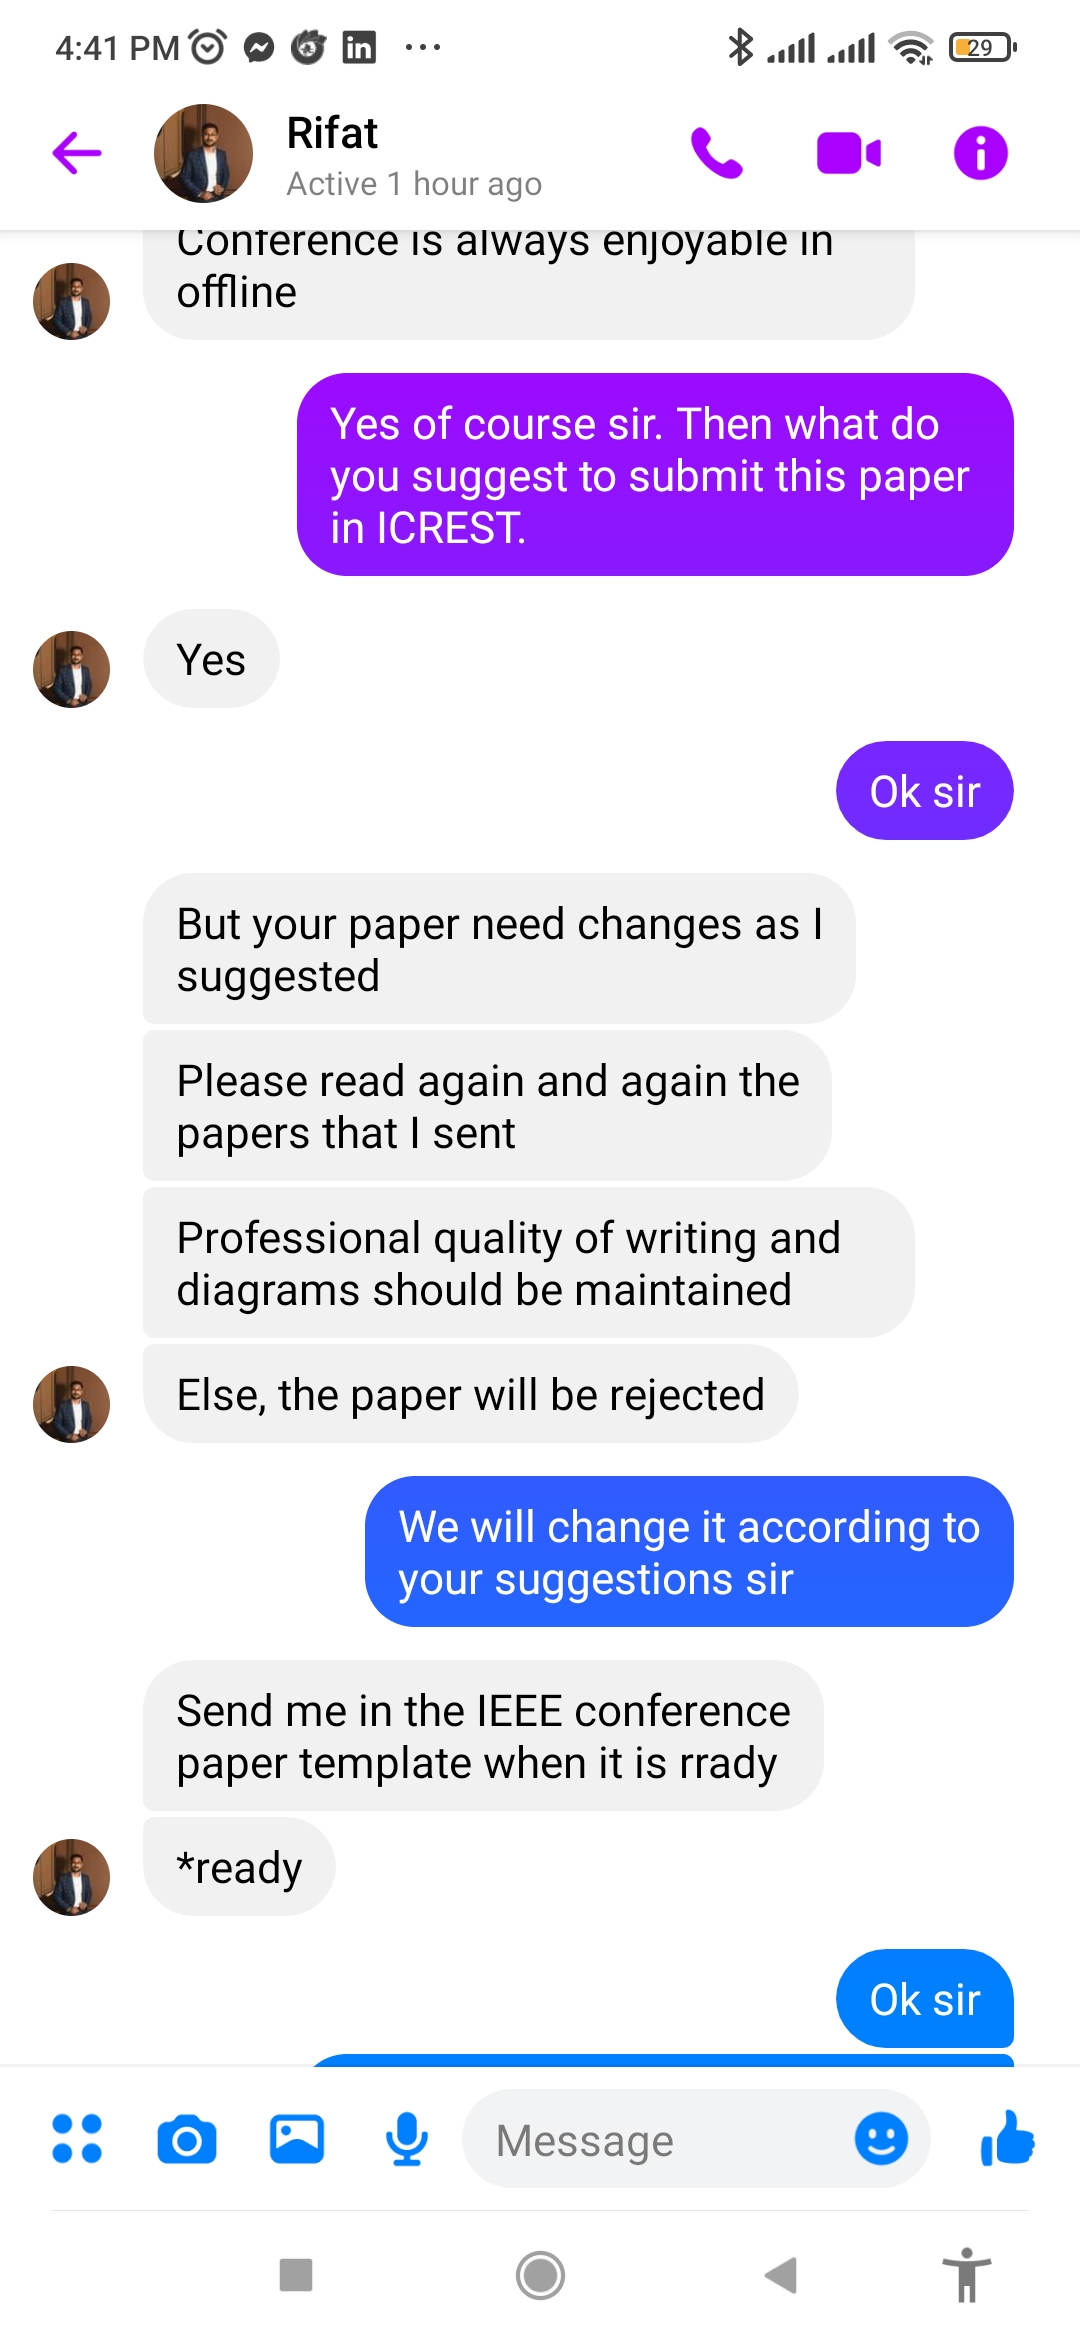 4:41 PM
29
Rifat
Active 1 hour ago
Conference is always enjoyable in
offline
Yes of course sir. Then what do
you suggest to submit this paper
in ICREST.
Yes
Ok sir
But your paper need changes as I
suggested
Please read again and again the
papers that I sent
Professional quality of writing and
diagrams should be maintained
Else, the paper will be rejected
We will change it according to
your suggestions sir
Send me in the IEEE conference
paper template when it is rrady
*ready
Ok sir
Message